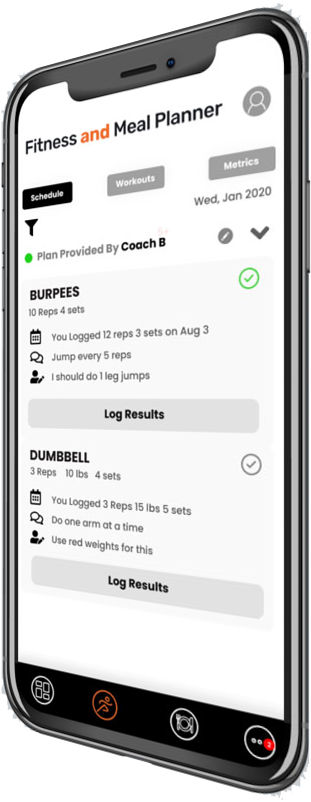 Fitness and Meal Planner
Schedule
Workouts
Metrics
Wed, Jan 2020
Plan Provided By Coach B
BURPEES
10 Reps 4 sets
You Logged 12 reps 3 sets on Aug 3
Jump every 5 reps
I should do 1 leg jumps
Log Results
DUMBBELL
3 Reps 10 lbs 4 sets
You Logged 3 Reps 15 lbs 5 sets
Do one arm at a time
Use red weights for this
Log Results